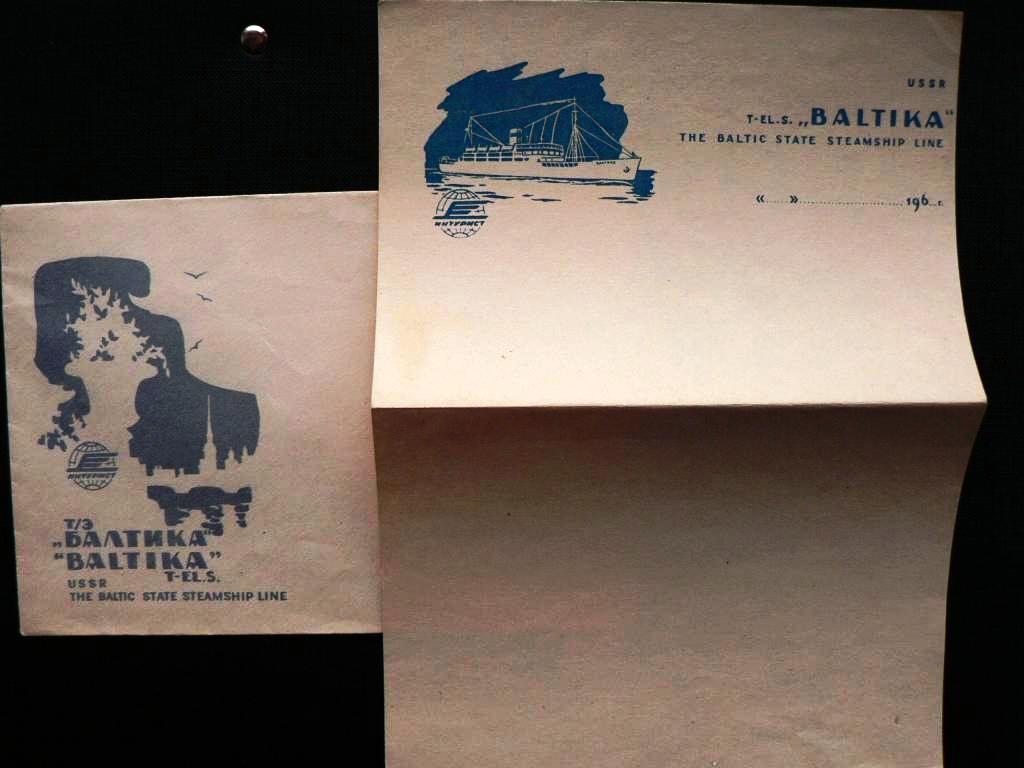 USSR
T-EL.S. „BALTIKA“
THE BALTIC STATE STEAMSHIP LINE
«......»..............................196...г.
BALTIKA
ИНТУРИСТ
ИНТУРИСТ
Т/Э
„БАЛТИКА“
“BALTIKA”
T-EL.S.
USSR
THE BALTIC STATE STEAMSHIP LINE